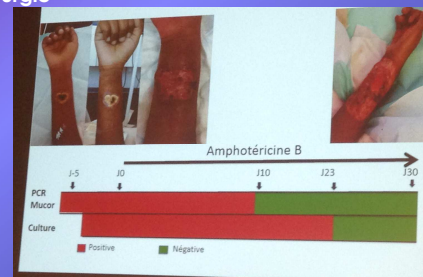 Amphotéricine B
J-5 J0 J10 J23 J30
PCR
Mucor
Culture
Positive Négative